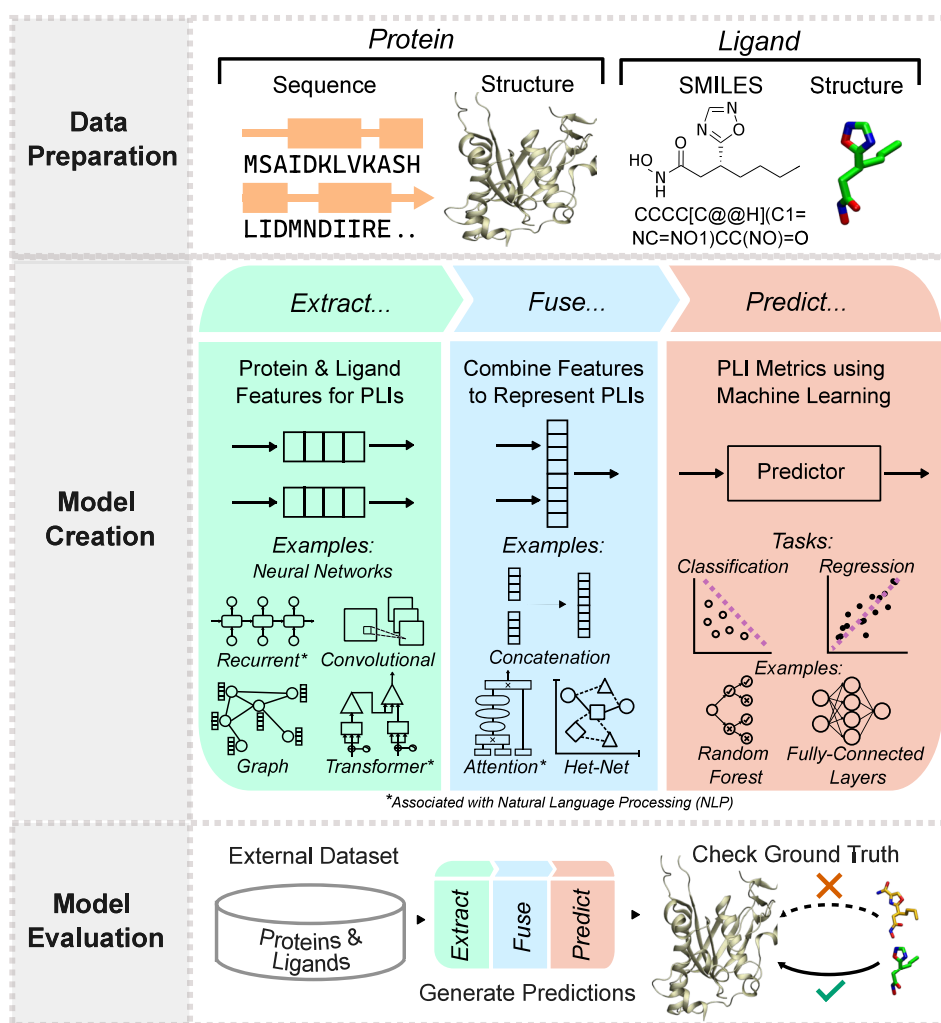 Data
Preparation
Protein
Sequence
Structure
MSAIDKLVKASH
LIDMNDIIRE..
Ligand
SMILES
Structure
N
N
O
O
HO
N
H
CCCC[C@@H](C1=
NC=NO1)CC(NO)=O
Model
Creation
Extract...
Fuse...
Predict...
Protein & Ligand
Features for PLIs
Examples:
Neural Networks
Recurrent*
Convolutional
Graph
Transformer*
Combine Features
to Represent PLIs
Examples:
Concatenation
Attention*
Het-Net
PLI Metrics using
Machine Learning
Predictor
Tasks:
Classification
Regression
Examples:
Random
Forest
Fully-Connected
Layers
*Associated with Natural Language Processing (NLP)
Model
Evaluation
External Dataset
Proteins &
Ligands
Extract
Fuse
Predict
Generate Predictions
Check Ground Truth